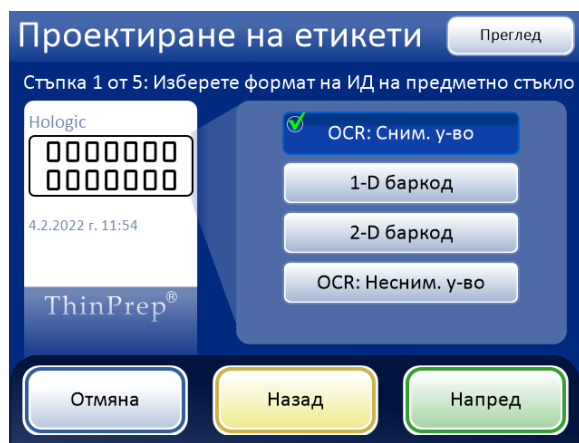 Проектиране на етикети
Преглед
Стъпка 1 от 5: Изберете формат на ИД на предметно стъкло
Hologic
0000000
0000000
4.2.2022 г. 11:54
ThinPrep®
OCR: Сним. у-во
1-D баркод
2-D баркод
OCR: Несним. у-во
Отмяна
Назад
Напред